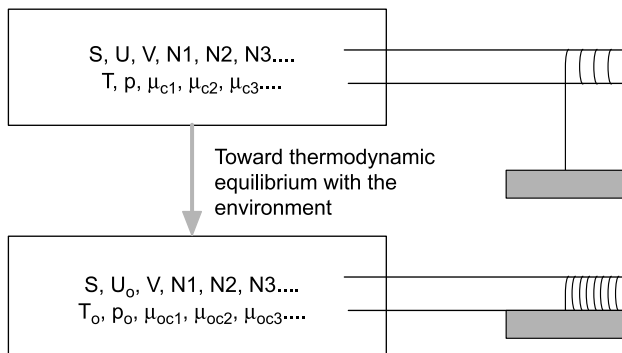 S, U, V, N1, N2, N3....
T, p, μc1, μc2, μc3....
Toward thermodynamic
equilibrium with the
environment
S, Uo, V, N1, N2, N3....
To, po, μoc1, μoc2, μoc3....